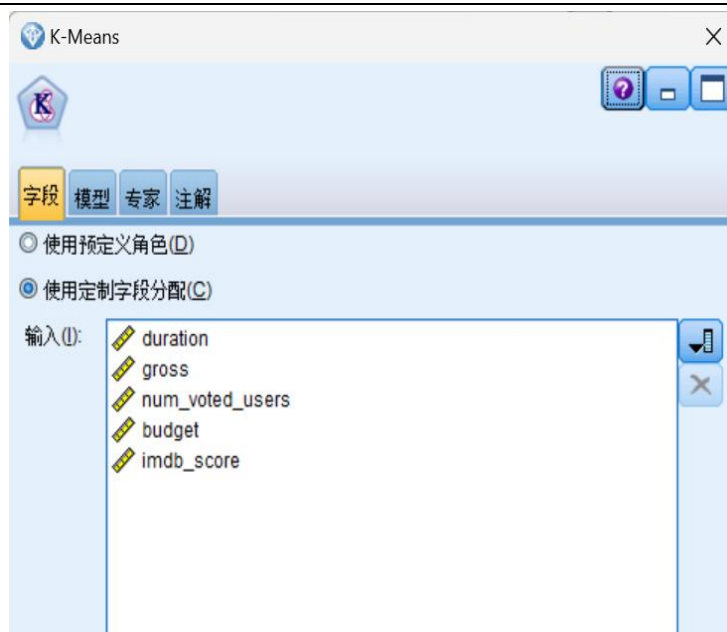 K-Means
K
字段 模型 专家 注解
使用预定义角色(D)
使用定制字段分配(C)
输入(I):
duration
gross
num_voted_users
budget
imdb_score